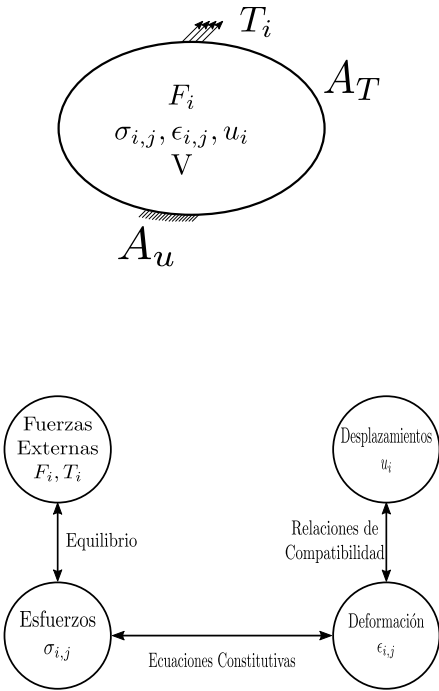 T_i
A_T
F_i
σ_{i,j}, ϵ_{i,j}, u_i
V
A_u
Fuerzas
Externas
F_i, T_i
Desplazamientos
u_i
Equilibrio
Relaciones de
Compatibilidad
Esfuerzos
σ_{i,j}
Deformación
ϵ_{i,j}
Ecuaciones Constitutivas